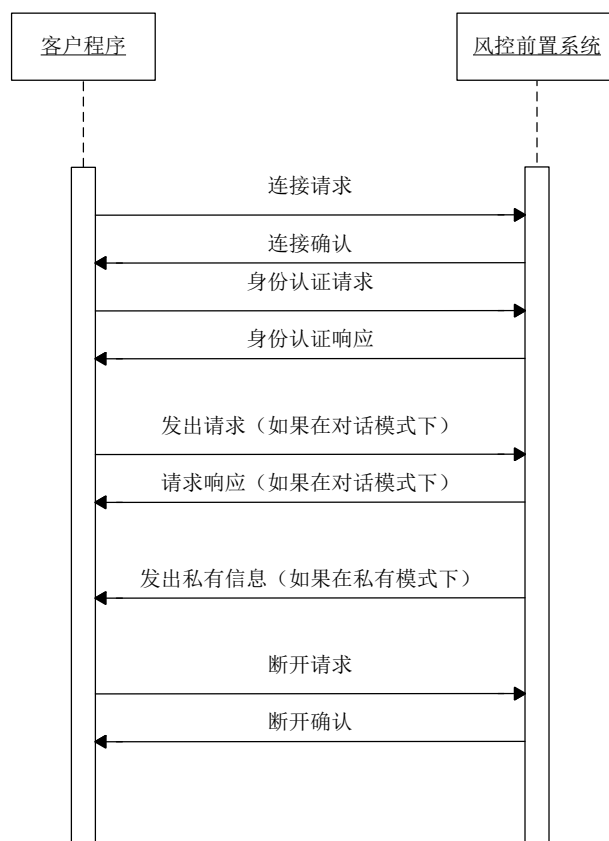 客户程序
风控前置系统
连接请求
连接确认
身份认证请求
身份认证响应
发出请求（如果在对话模式下）
请求响应（如果在对话模式下）
发出私有信息（如果在私有模式下）
断开请求
断开确认